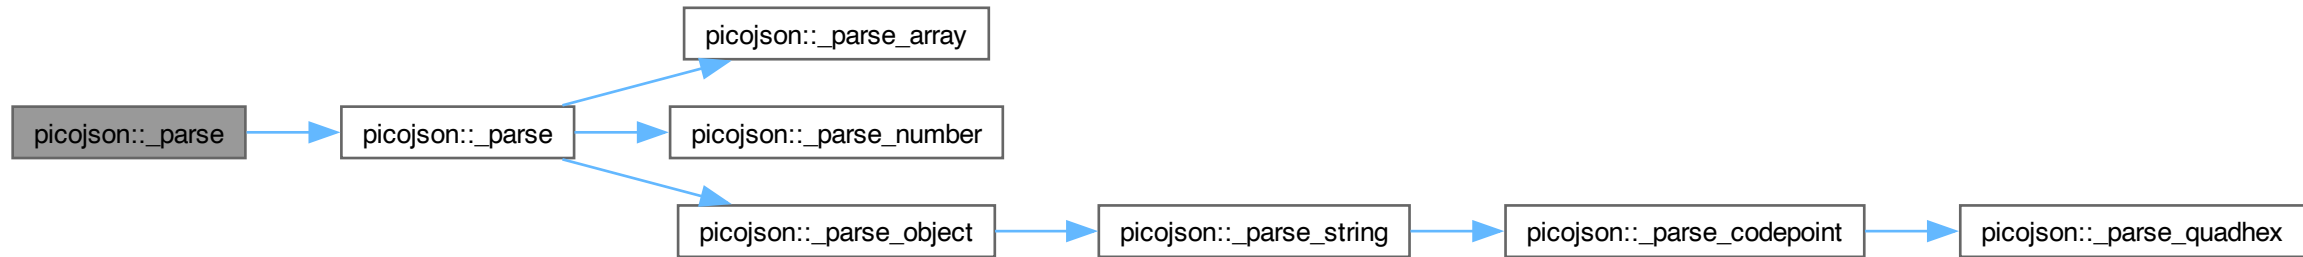 picojson::_parse_array
picojson::_parse
picojson::_parse
picojson::_parse_number
picojson::_parse_object
picojson::_parse_string
picojson::_parse_codepoint
picojson::_parse_quadhex